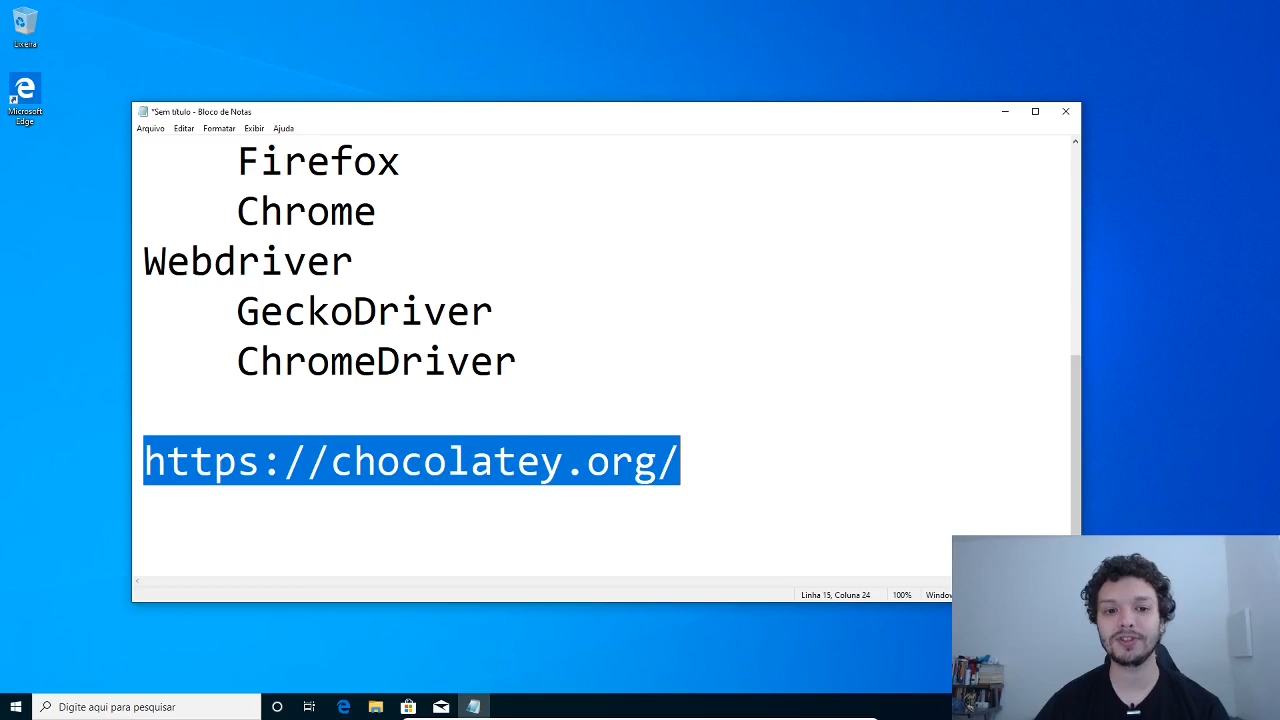 Lixeira
Microsoft
Edge
*Sem título - Bloco de Notas
Arquivo Editar Formatar Exibir Ajuda
Firefox
Chrome
Webdriver
GeckoDriver
ChromeDriver
https://chocolatey.org/
Linha 15, Coluna 24 100% Window
Digite aqui para pesquisar